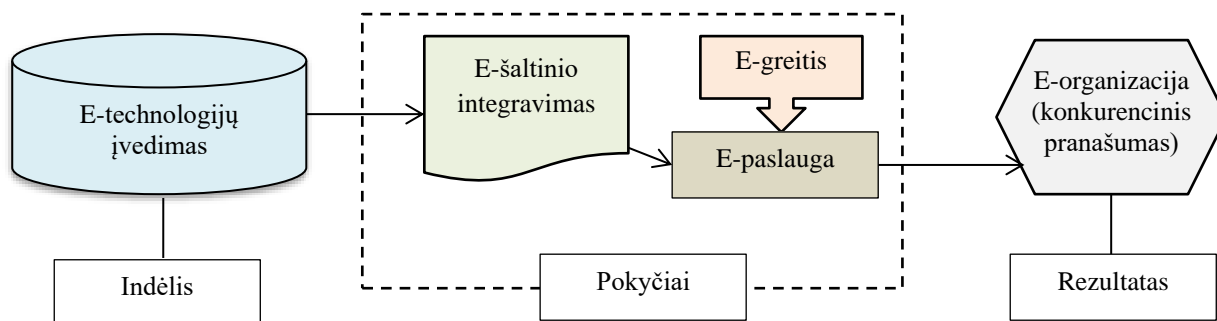 E-technologijų
įvedimas
E-šaltinio
integravimas
E-greitis
E-paslauga
E-organizacija
(konkurencinis
pranašumas)
Indėlis
Pokyčiai
Rezultatas